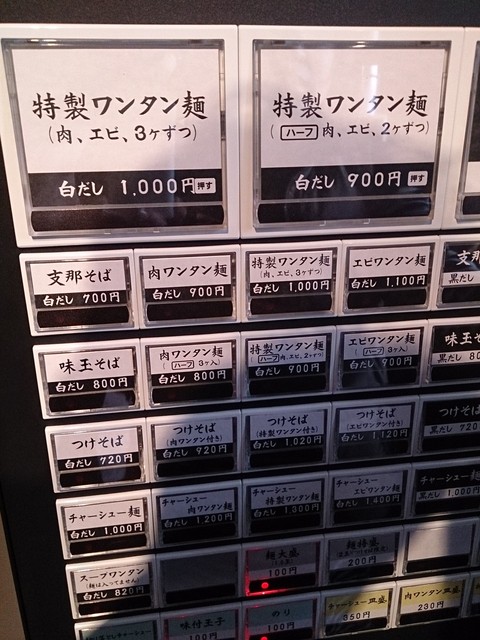 特製ワンタン麺
(肉、エビ、3ヶずつ)
白だし 1,000円 押す
特製ワンタン麺
(ハーフ 肉、エビ、2ヶずつ)
白だし 900円 押す
支那そば
白だし 700円
肉ワンタン麺
白だし 900円
特製ワンタン麺
(肉、エビ、3ヶずつ)
白だし 1,000円
エビワンタン麺
白だし 1,100円
支那
黒だし
味玉そば
白だし 800円
肉ワンタン麺
(ハーフ 3ヶ入)
白だし 800円
特製ワンタン麺
(ハーフ 肉、エビ、2ヶずつ)
白だし 900円
エビワンタン麺
(ハーフ 3ヶ入)
白だし 900円
味玉
黒だし 80
つけそば
白だし 720円
つけそば
(肉ワンタン付き)
白だし 920円
つけそば
(特製ワンタン付き)
白だし 1,020円
つけそば
(エビワンタン付き)
白だし 1,120円
つけそば
黒だし 720
チャーシュー麺
白だし 1,000円
チャーシュー
肉ワンタン麺
白だし 1,200円
チャーシュー
特製ワンタン麺
白だし 1,300円
チャーシュー
エビワンタン麺
白だし 1,400円
チャーシュー
黒だし 1,000
スープワンタン
(麺は入ってません)
白だし 820円
麺大盛
100円
麺特盛
200円
味付玉子
100円
のり
100円
チャーシュー皿盛
350円
肉ワンタン皿盛
230円